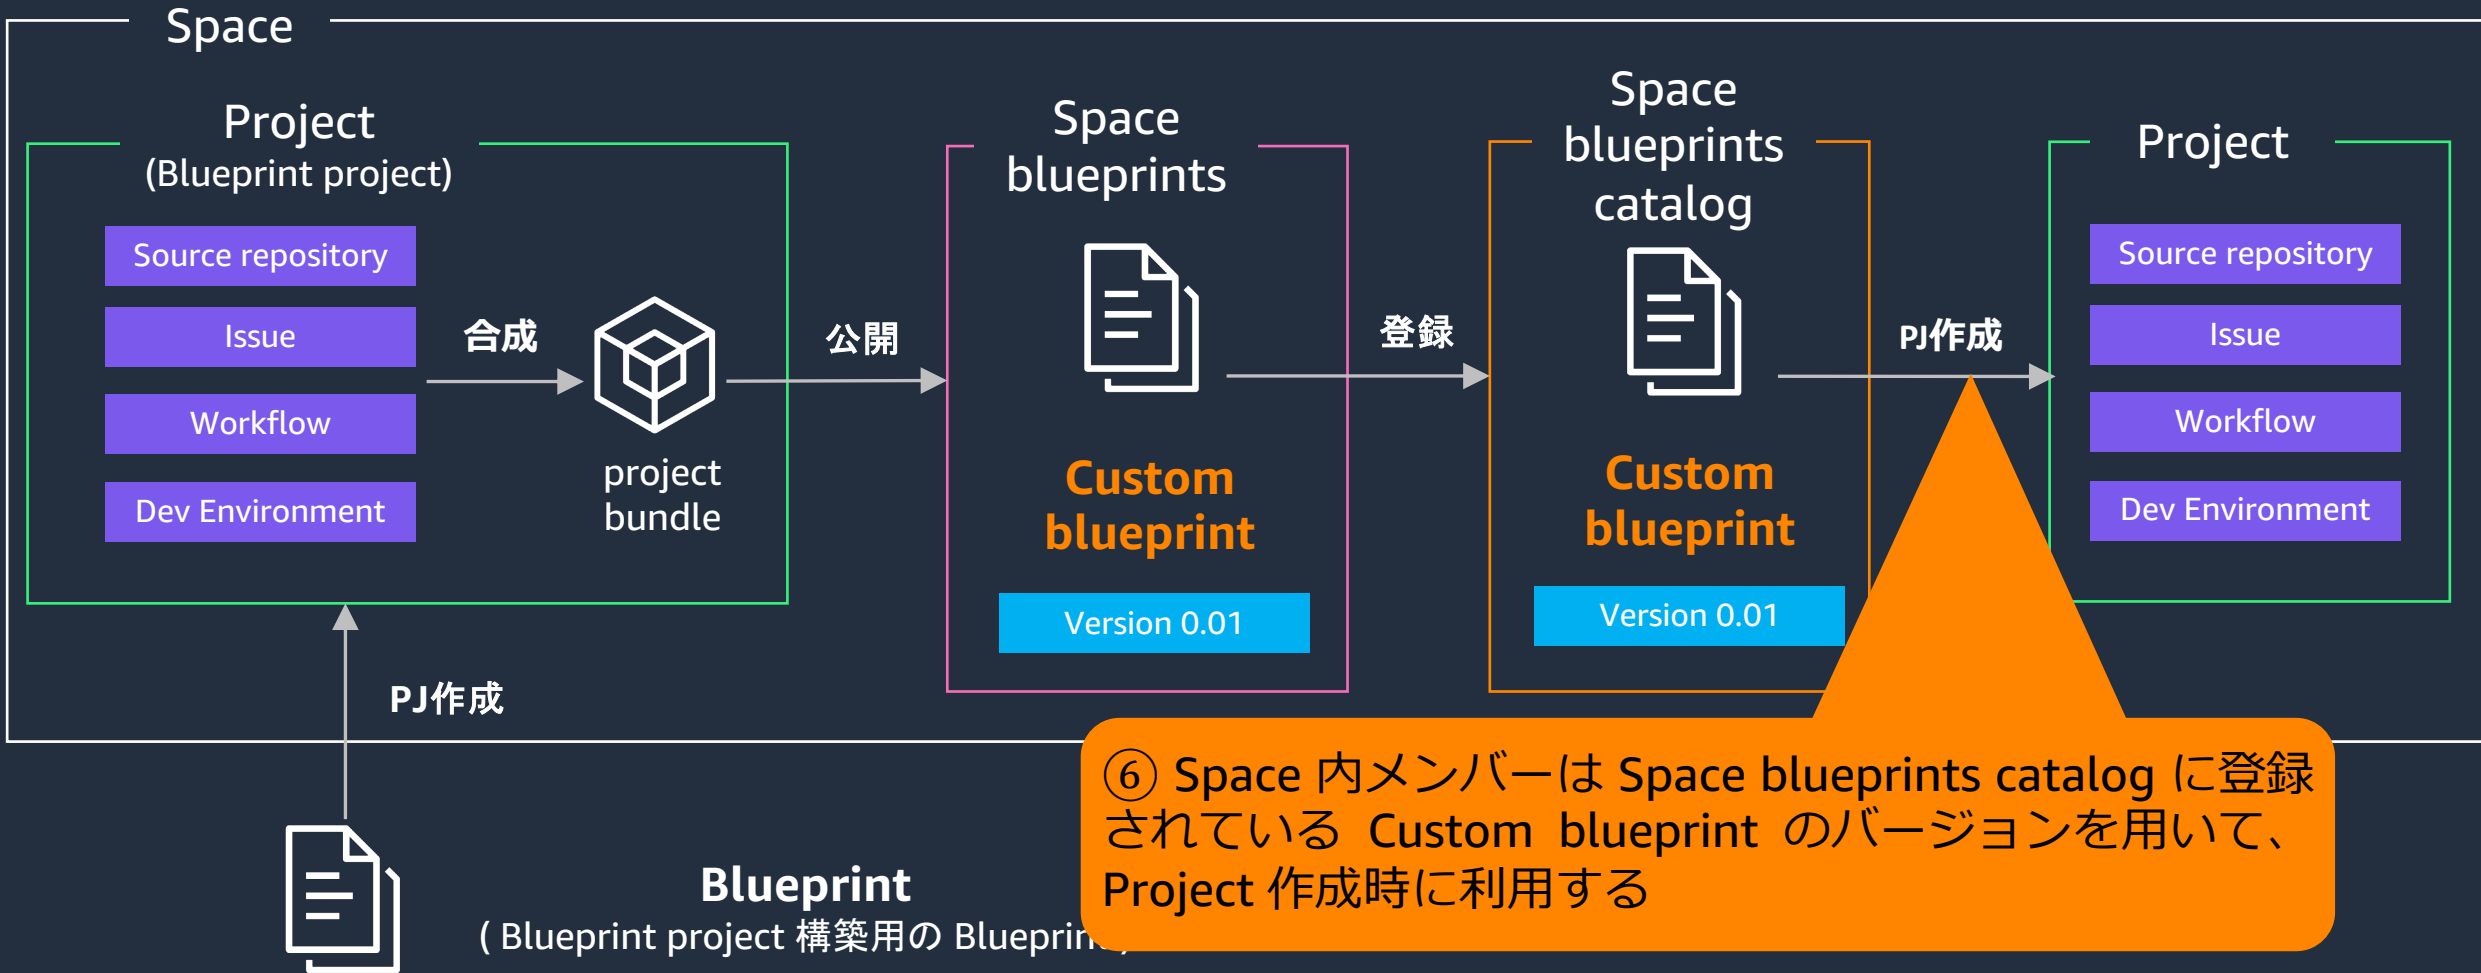 Space
Project
(Blueprint project)
Source repository
Issue
Workflow
Dev Environment
合成
project
bundle
公開
Space
blueprints
Custom
blueprint
Version 0.01
登録
Space
blueprints
catalog
Custom
blueprint
Version 0.01
PJ作成
Project
Source repository
Issue
Workflow
Dev Environment
PJ作成
Blueprint
( Blueprint project 構築用の
⑥ Space 内メンバーは Space blueprints catalog に登録
されている Custom blueprint のバージョンを用いて、
Project 作成時に利用する